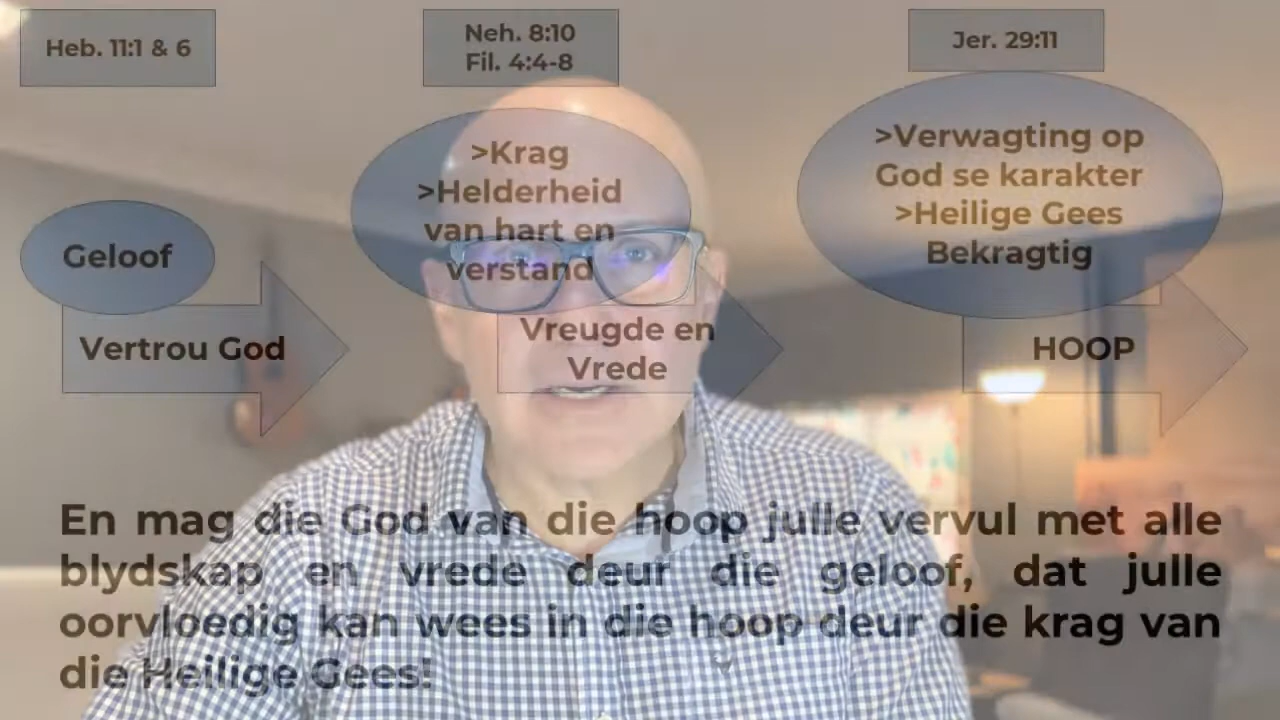 Heb. 11:1 & 6
Neh. 8:10
Fil. 4:4-8
Jer. 29:11
>Krag
>Helderheid
van hart en
verstand
>Verwagting op
God se karakter
>Heilige Gees
Bekragtig
Geloof
Vertrou God
Vreugde en
Vrede
HOOP
En mag die God van die hoop julle vervul met alle
blydskap en vrede deur die geloof, dat julle
oorvloedig kan wees in die hoop deur die krag van
die Heilige Gees!